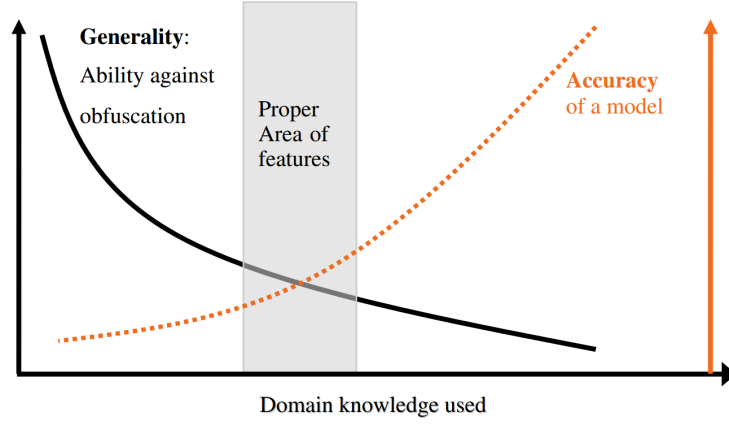 Generality:
Ability against
obfuscation
Proper
Area of
features
Accuracy
of a model
Domain knowledge used